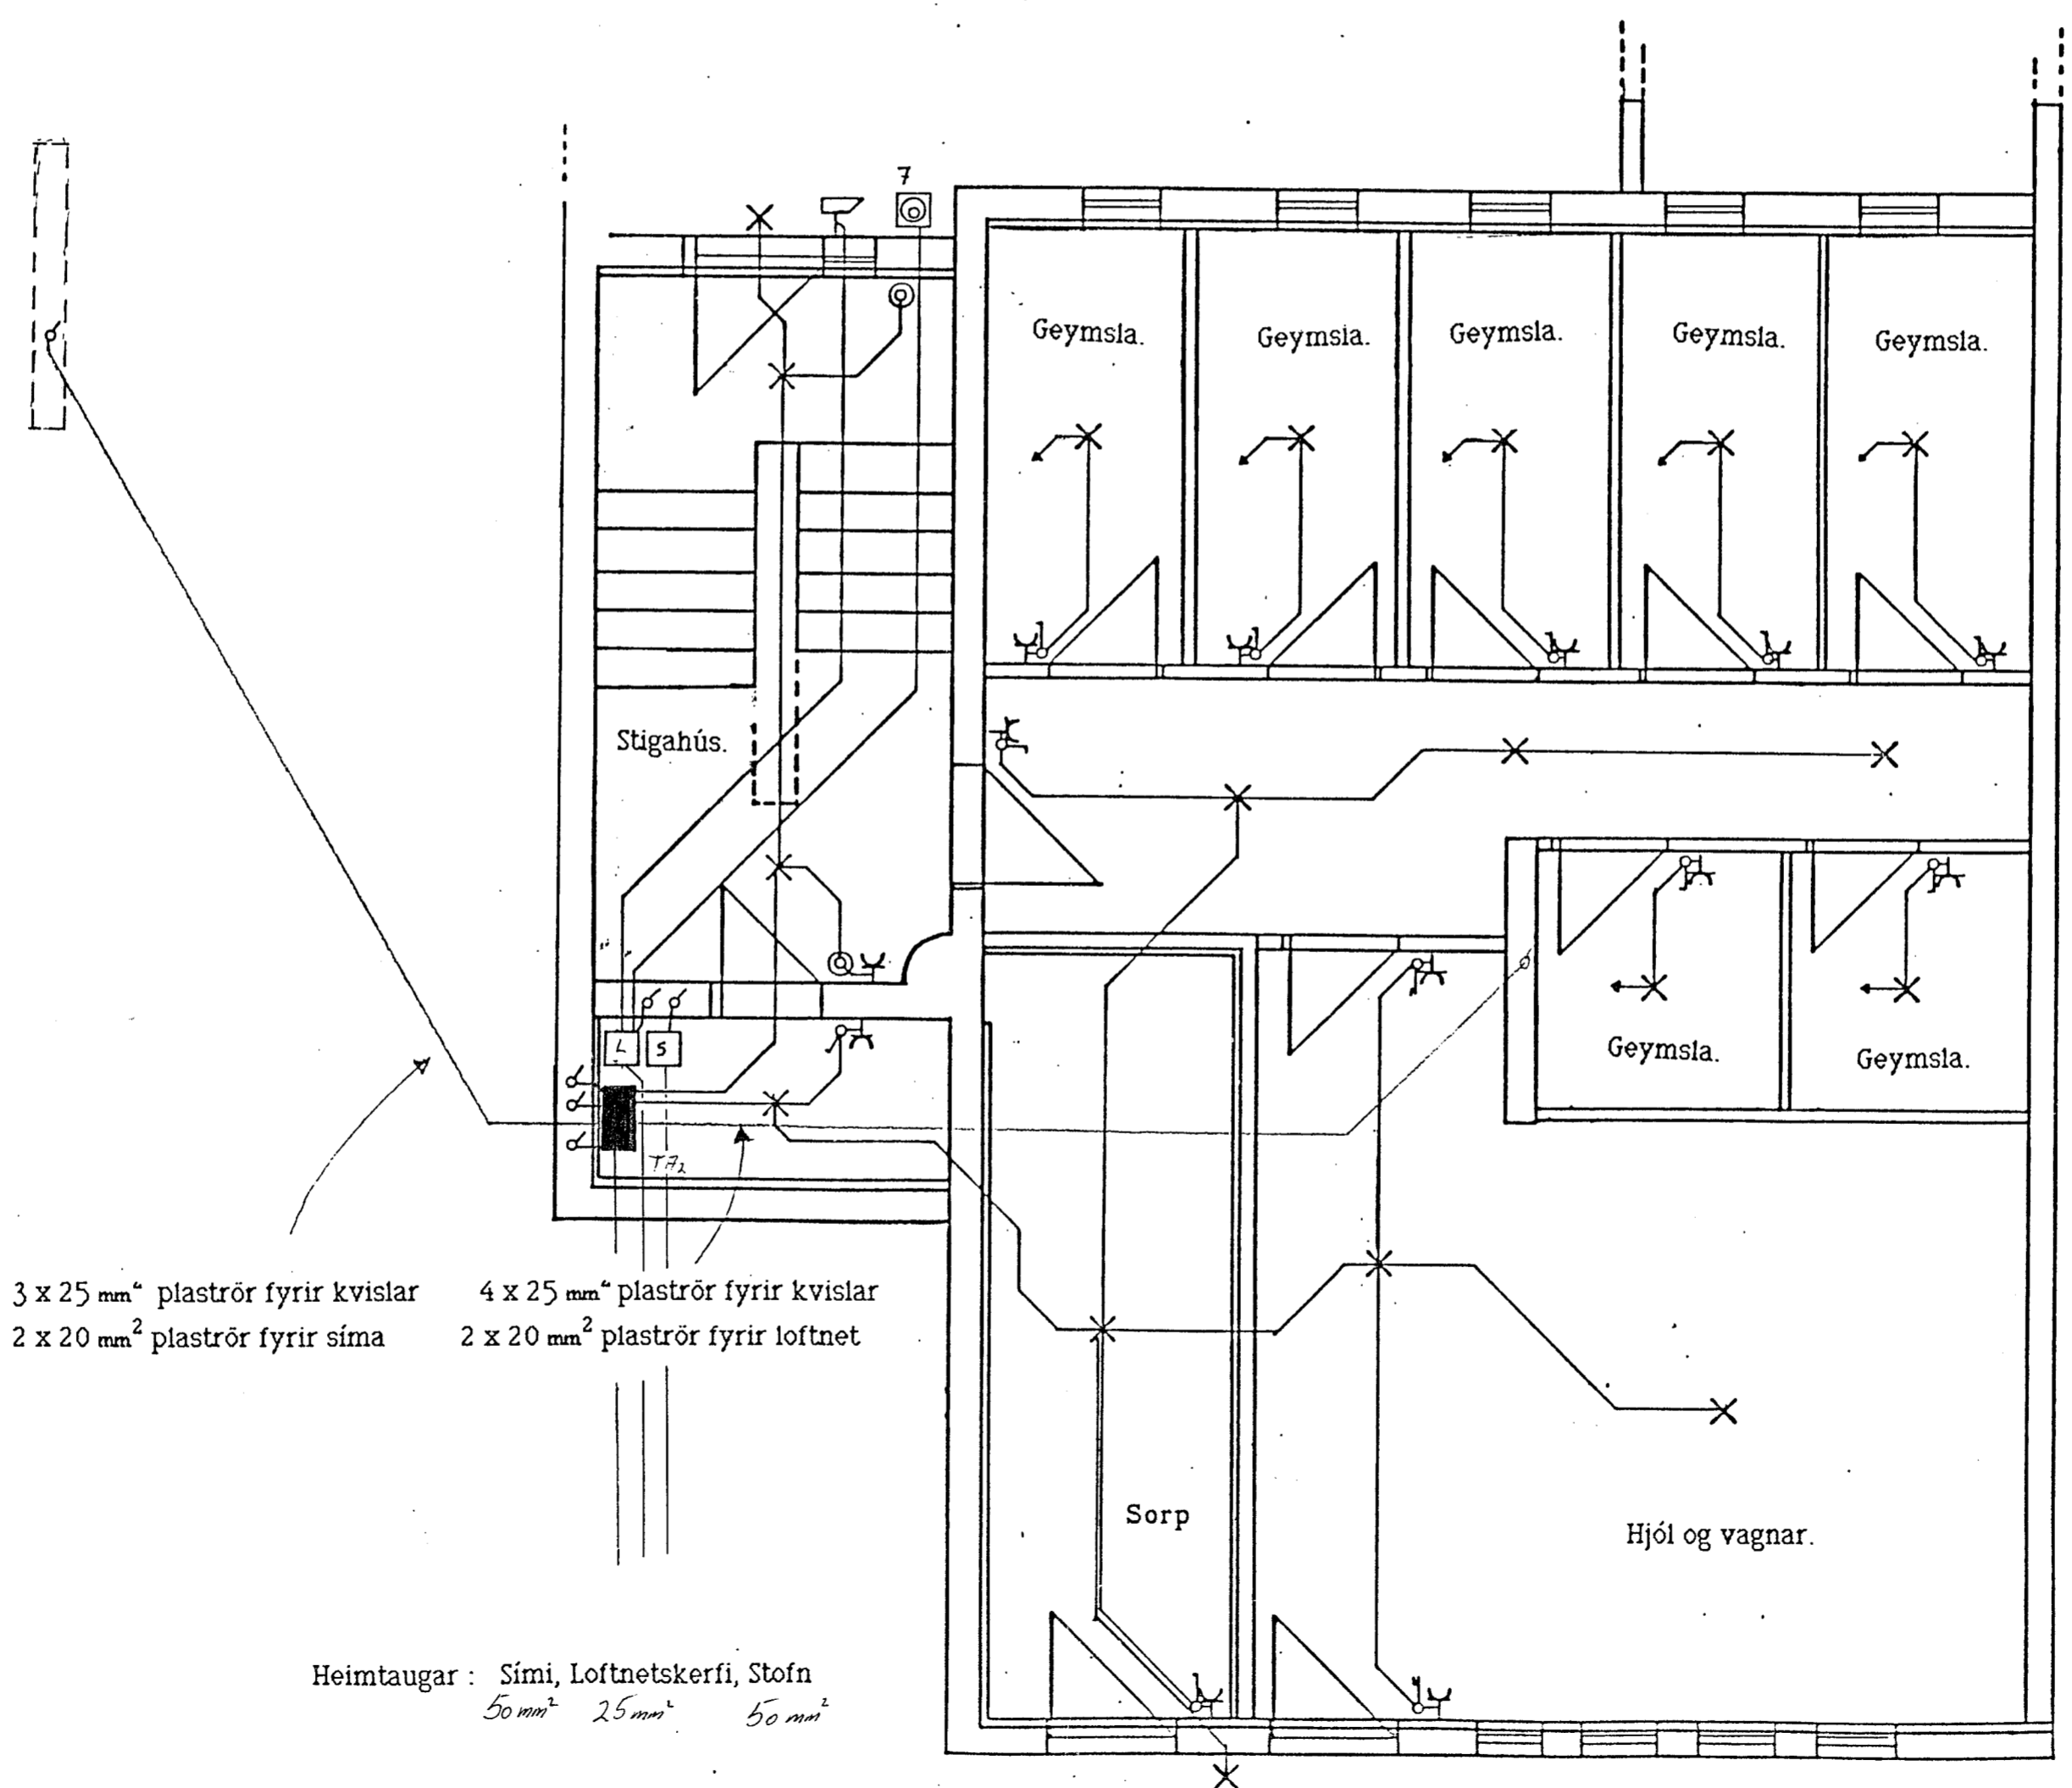 7
Geymsla.
Geymsla.
Geymsla.
Geymsla.
Geymsla.
Stigahús.
L S
Geymsla.
Geymsla.
TA2
3 x 25 mm" plaströr fyrir kvislar
2 x 20 mm² plaströr fyrir síma
4 x 25 mm" plaströr fyrir kvislar
2 x 20 mm² plaströr fyrir loftnet
Sorp
Hjól og vagnar.
Heimtaugar : Sími, Loftnetskerfi, Stofn
50 mm² 25 mm² 50 mm²